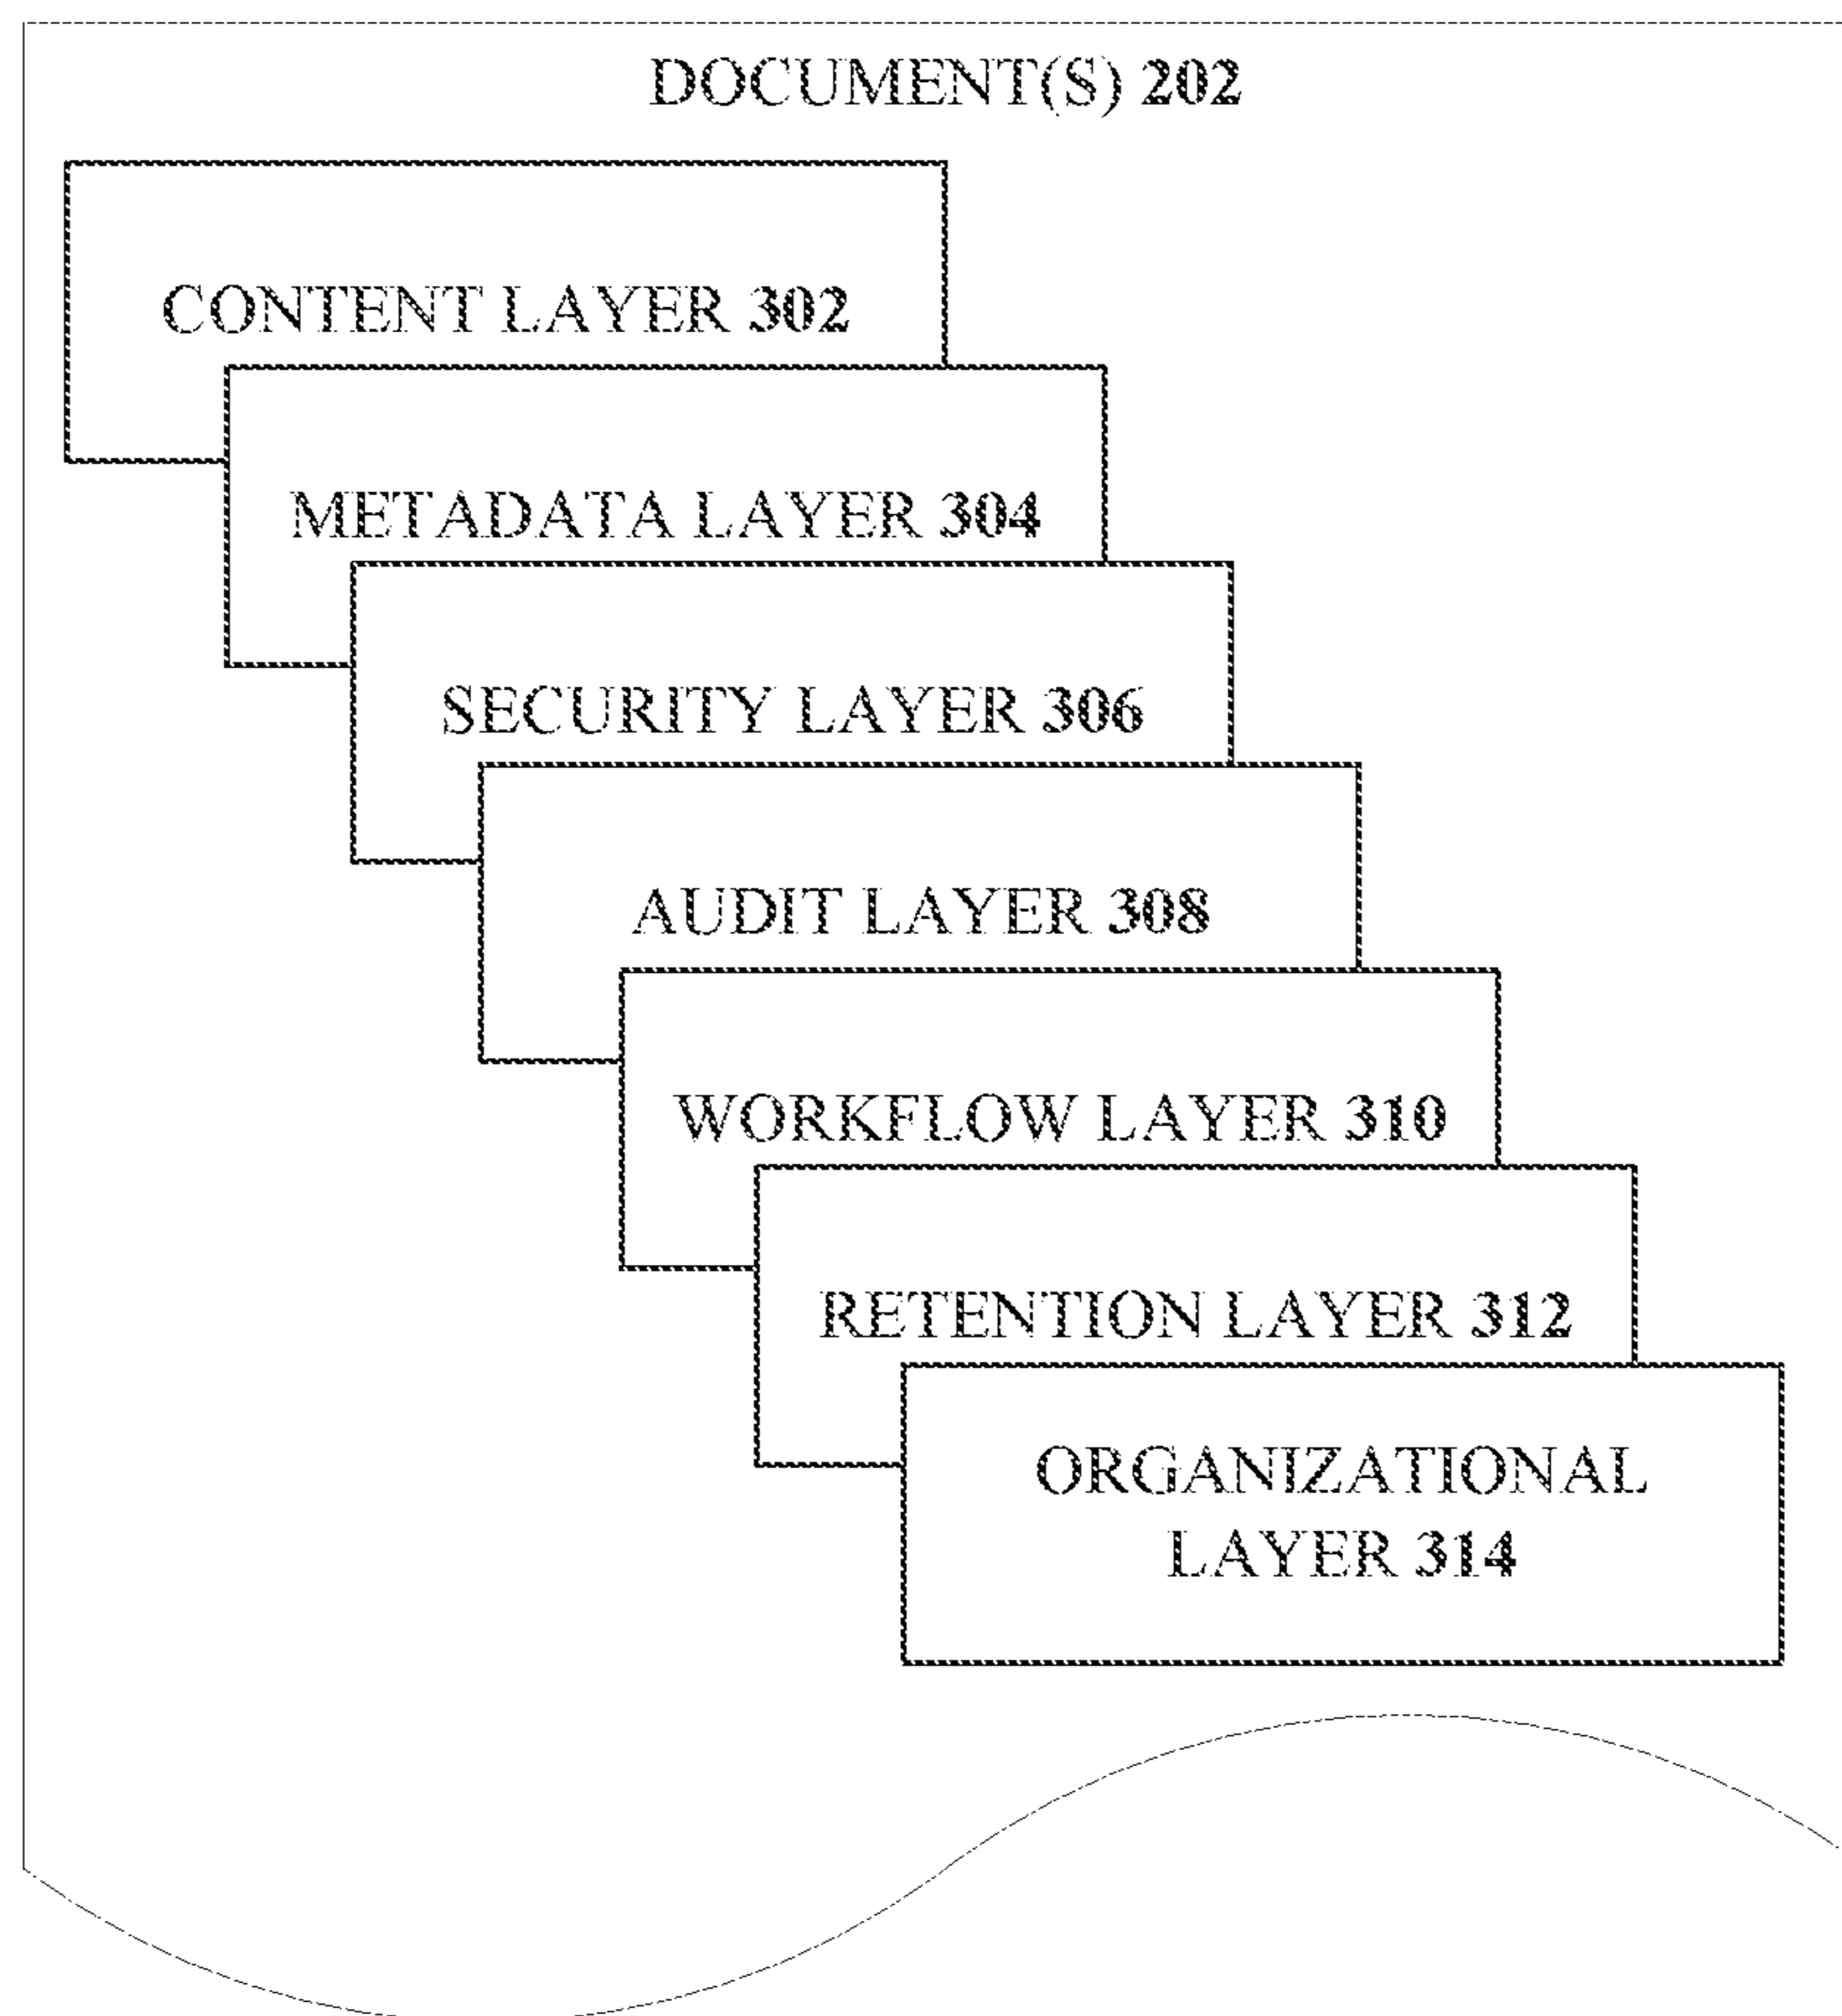 DOCUMENT(S) 202
CONTENT LAYER 302
METADATA LAYER 304
SECURITY LAYER 306
AUDIT LAYER 308
WORKFLOW LAYER 310
RETENTION LAYER 312
ORGANIZATIONAL
LAYER 314